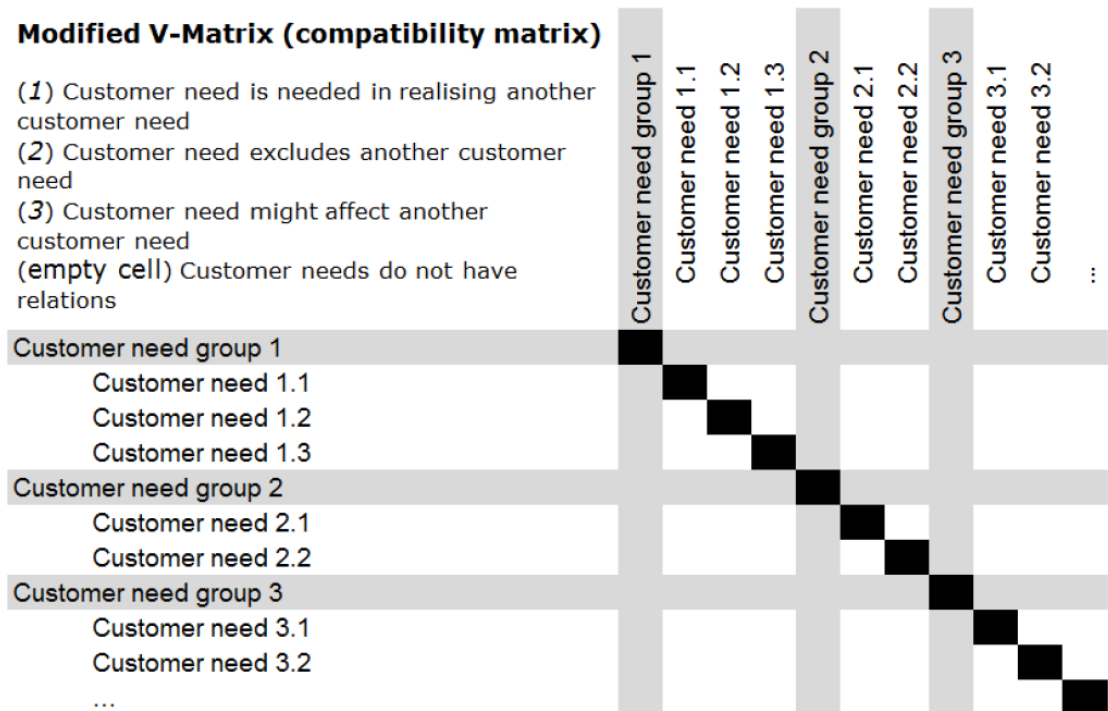 Modified V-Matrix (compatibility matrix)
(1) Customer need is needed in realising another
customer need
(2) Customer need excludes another customer
need
(3) Customer need might affect another
customer need
(empty cell) Customer needs do not have
relations
Customer need group 1
Customer need 1.1
Customer need 1.2
Customer need 1.3
Customer need group 2
Customer need 2.1
Customer need 2.2
Customer need group 3
Customer need 3.1
Customer need 3.2
...
Customer need group 1
Customer need 1.1
Customer need 1.2
Customer need 1.3
Customer need group 2
Customer need 2.1
Customer need 2.2
Customer need group 3
Customer need 3.1
Customer need 3.2
...